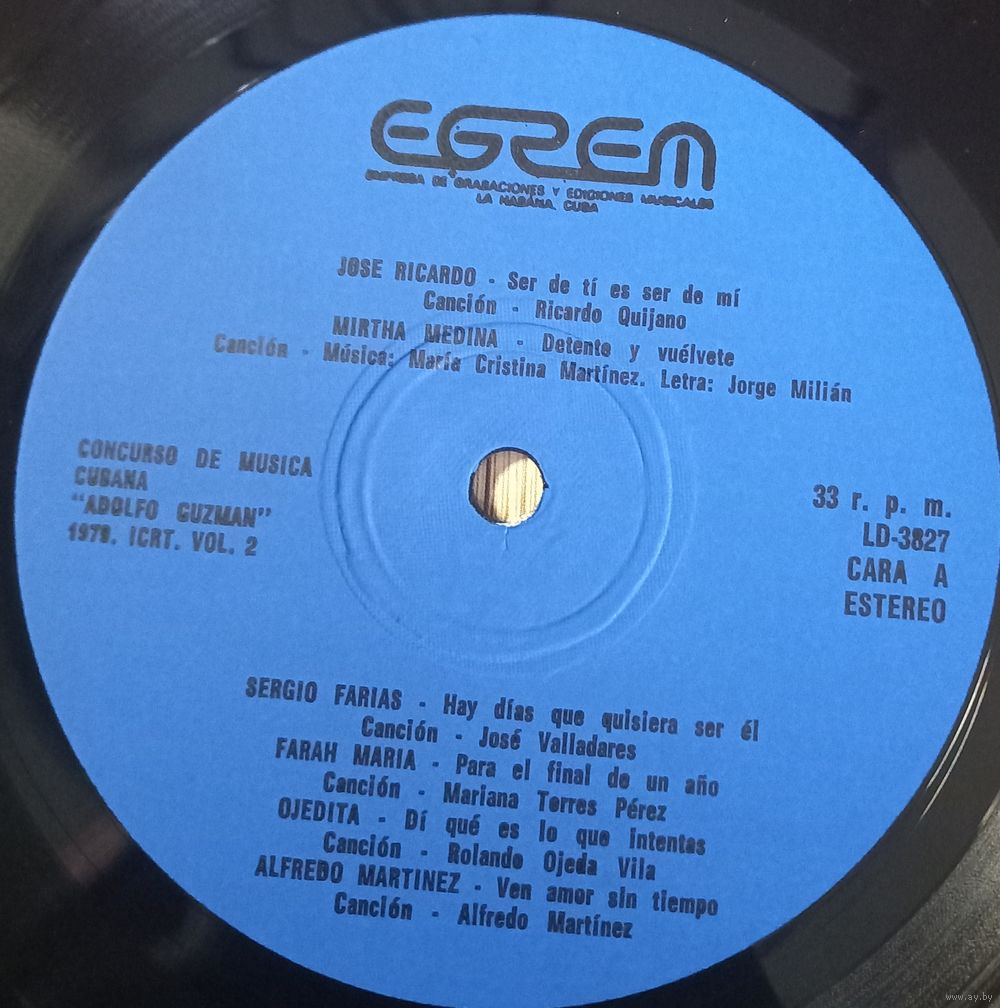 EGREM
EMPRESA DE GRABACIONES Y EDICIONES MUSICALES
LA HABANA, CUBA
JOSE RICARDO - Ser de tí es ser de mí
Canción - Ricardo Quijano
MIRTHA MEDINA - Detente y vuélvete
Canción - Música: María Cristina Martínez. Letra: Jorge Milián
CONCURSO DE MUSICA
CUBANA
"ADOLFO GUZMAN"
1979. ICRT. VOL. 2
33 r. p. m.
LD-3827
CARA A
ESTEREO
SERGIO FARIAS - Hay días que quisiera ser él
Canción - José Valladares
FARAH MARIA - Para el final de un año
Canción - Mariana Torres Pérez
OJEDITA - Dí qué es lo que intentas
Canción - Rolando Ojeda Vila
ALFREDO MARTINEZ - Ven amor sin tiempo
Canción - Alfredo Martínez
www.ay.by